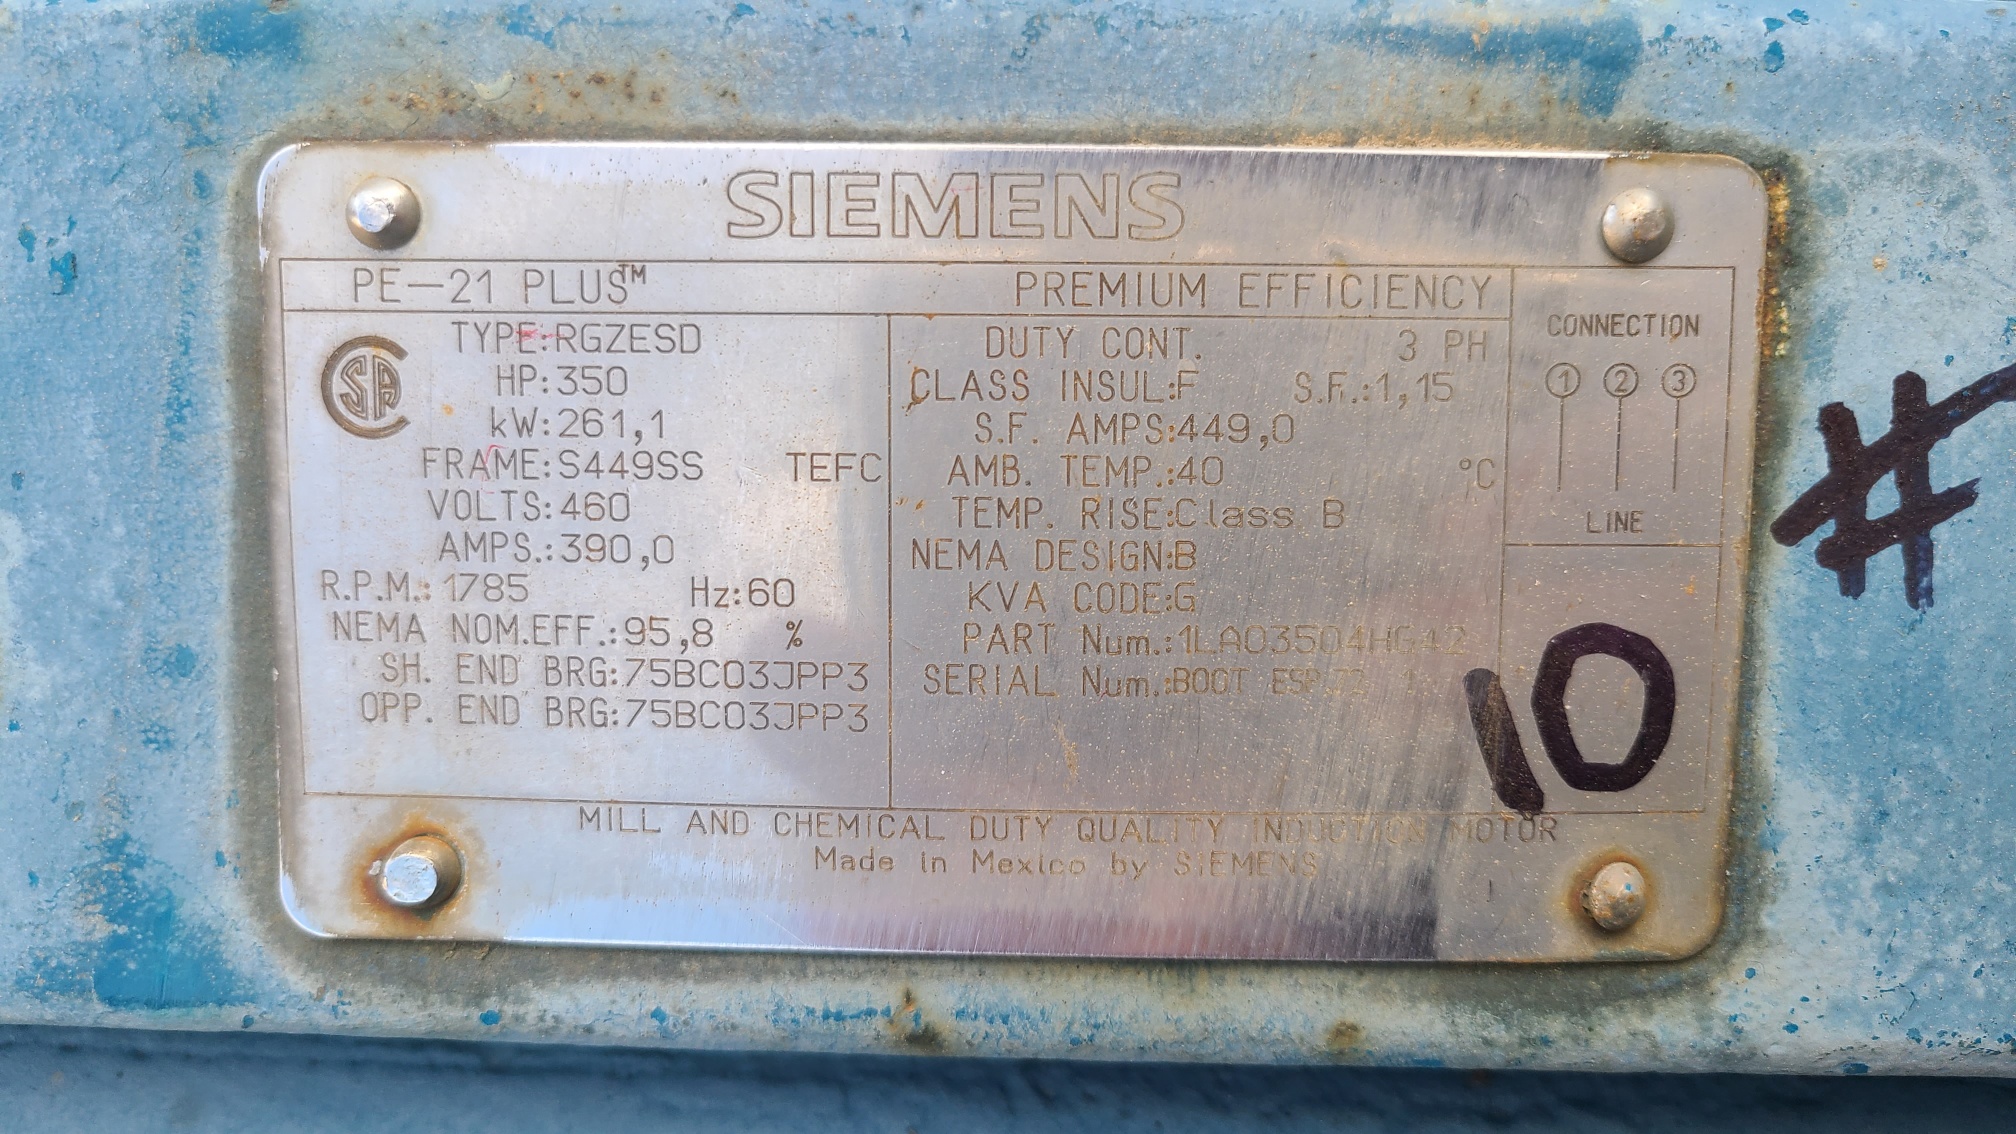 SIEMENS
PE-21 PLUS™ PREMIUM EFFICIENCY
TYPE:RGZESD
HP:350
kW:261,1
FRAME:S449SS TEFC
VOLTS:460
AMPS.:390,0
R.P.M.:1785 Hz:60
NEMA NOM.EFF.:95,8 %
SH. END BRG:75BC03JPP3
OPP. END BRG:75BC03JPP3
DUTY CONT. 3 PH
CLASS INSUL:F S.F.:1,15
S.F. AMPS:449,0
AMB. TEMP.:40 °C
TEMP. RISE:Class B
NEMA DESIGN:B
KVA CODE:G
PART Num.:1LA03504HG42
SERIAL Num.:
CONNECTION
1 2 3
LINE
MILL AND CHEMICAL DUTY QUALITY INDUCTION MOTOR
Made in Mexico by SIEMENS
CSA
#
10